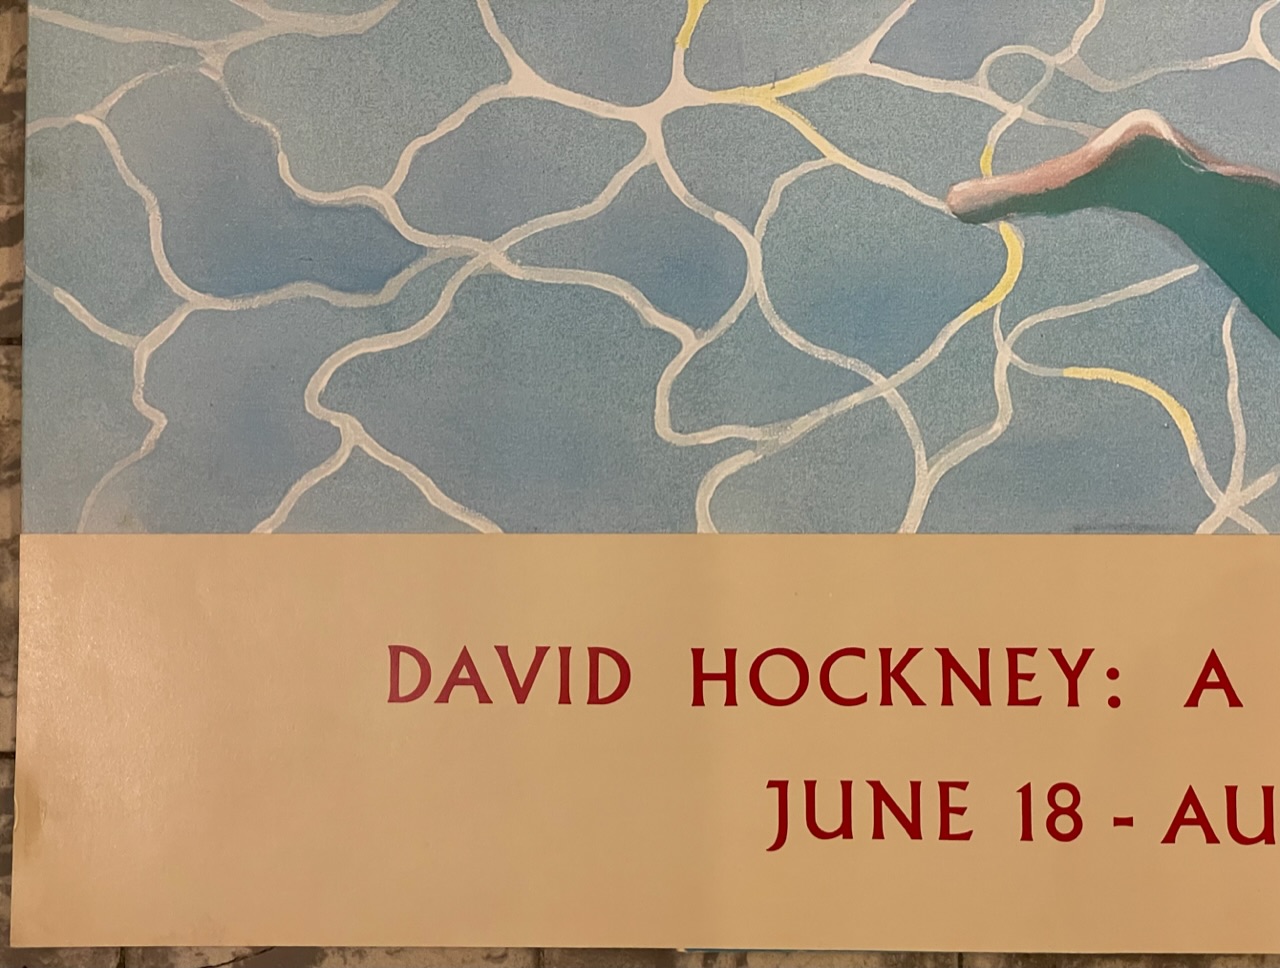 DAVID HOCKNEY: A
JUNE 18 - AU